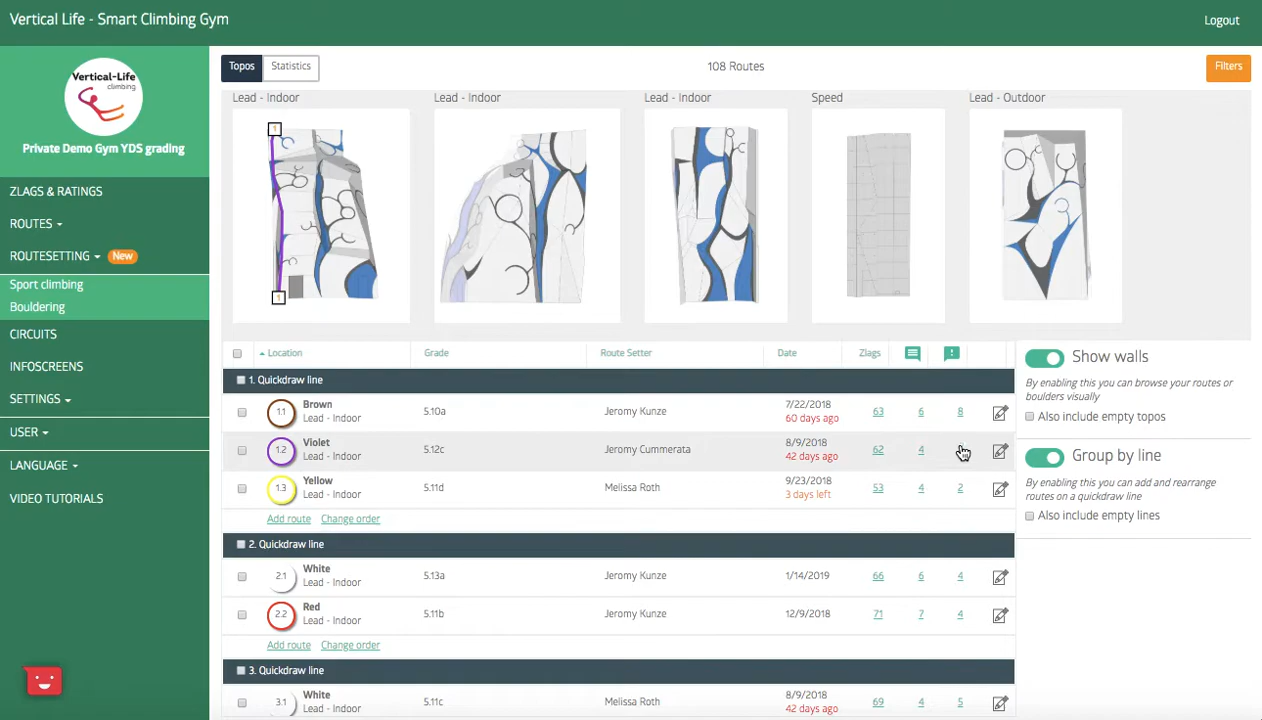 Vertical Life - Smart Climbing Gym
Logout
Vertical-Life
climbing
Private Demo Gym YDS grading
ZLAGS & RATINGS
ROUTES
ROUTESETTING New
Sport climbing
Bouldering
CIRCUITS
INFOSCREENS
SETTINGS
USER
LANGUAGE
VIDEO TUTORIALS
Topos Statistics
108 Routes
Filters
Lead - Indoor Lead - Indoor Lead - Indoor Speed Lead - Outdoor
1
1
Location Grade Route Setter Date Zlags
1. Quickdraw line
1.1 Brown Lead - Indoor 5.10a Jeromy Kunze 7/22/2018 60 days ago 63 6 8
1.2 Violet Lead - Indoor 5.12c Jeromy Cummerata 8/9/2018 42 days ago 62 4
1.3 Yellow Lead - Indoor 5.11d Melissa Roth 9/23/2018 3 days left 53 4 2
Add route Change order
2. Quickdraw line
2.1 White Lead - Indoor 5.13a Jeromy Kunze 1/14/2019 66 6 4
2.2 Red Lead - Indoor 5.11b Jeromy Kunze 12/9/2018 71 7 4
Add route Change order
3. Quickdraw line
3.1 White Lead - Indoor 5.11c Melissa Roth 8/9/2018 42 days ago 69 4 5
Show walls
By enabling this you can browse your routes or
boulders visually
Also include empty topos
Group by line
By enabling this you can add and rearrange
routes on a quickdraw line
Also include empty lines